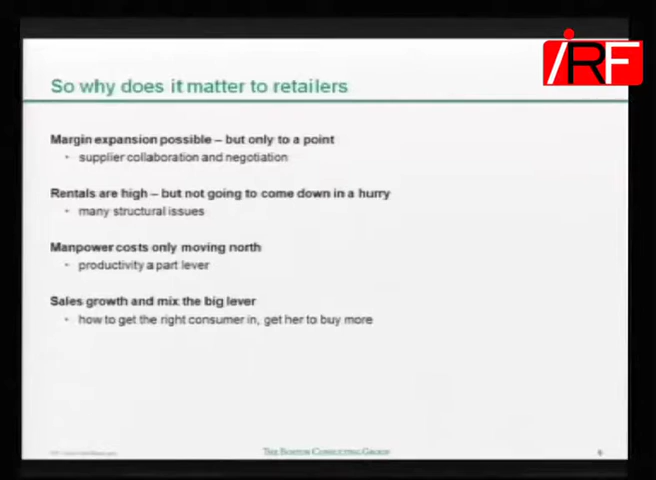 iRF
So why does it matter to retailers
Margin expansion possible – but only to a point
• supplier collaboration and negotiation
Rentals are high – but not going to come down in a hurry
• many structural issues
Manpower costs only moving north
• productivity a part lever
Sales growth and mix the big lever
• how to get the right consumer in, get her to buy more
THE BOSTON CONSULTING GROUP